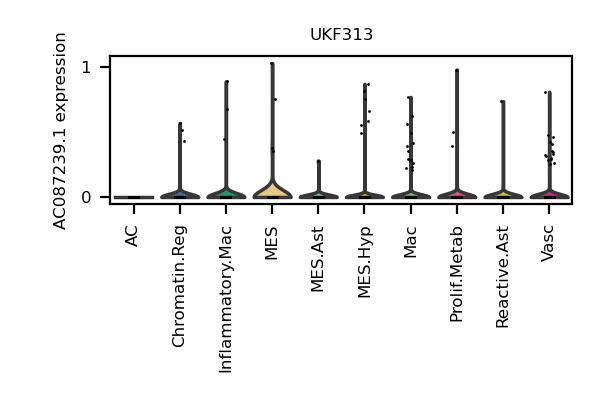 UKF313
AC087239.1 expression
1
0
AC
Chromatin.Reg
Inflammatory.Mac
MES
MES.Ast
MES.Hyp
Mac
Prolif.Metab
Reactive.Ast
Vasc